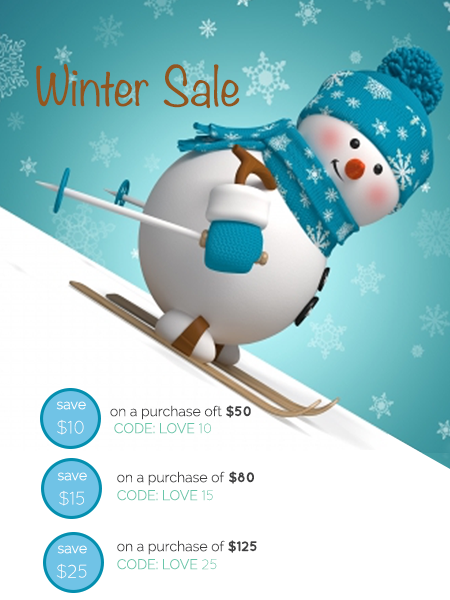 Winter Sale
save
$10
on a purchase oft $50
CODE: LOVE 10
save
$15
on a purchase of $80
CODE: LOVE 15
save
$25
on a purchase of $125
CODE: LOVE 25